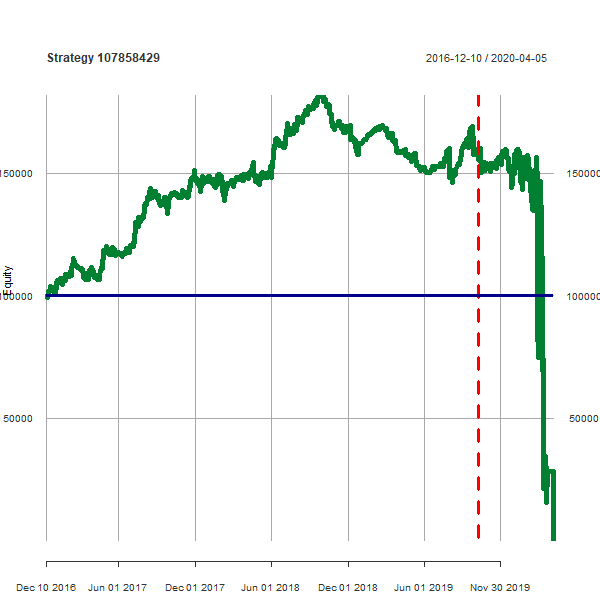 Strategy 107858429
2016-12-10 / 2020-04-05
150000
150000
Equity
100000
100000
50000
50000
Dec 10 2016
Jun 01 2017
Dec 01 2017
Jun 01 2018
Dec 01 2018
Jun 01 2019
Nov 30 2019